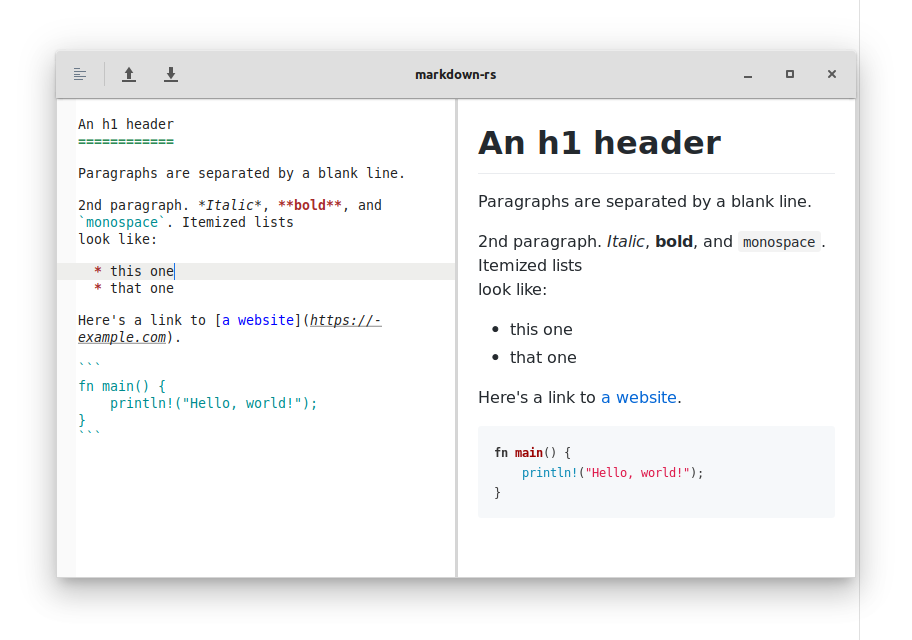 markdown-rs
An h1 header
============
Paragraphs are separated by a blank line.
2nd paragraph. *Italic*, **bold**, and
`monospace`. Itemized lists
look like:
* this one
* that one
Here's a link to [a website](https://-
example.com).
```
fn main() {
    println!("Hello, world!");
}
```
An h1 header
Paragraphs are separated by a blank line.
2nd paragraph. Italic, bold, and monospace.
Itemized lists
look like:
• this one
• that one
Here's a link to a website.
fn main() {
    println!("Hello, world!");
}